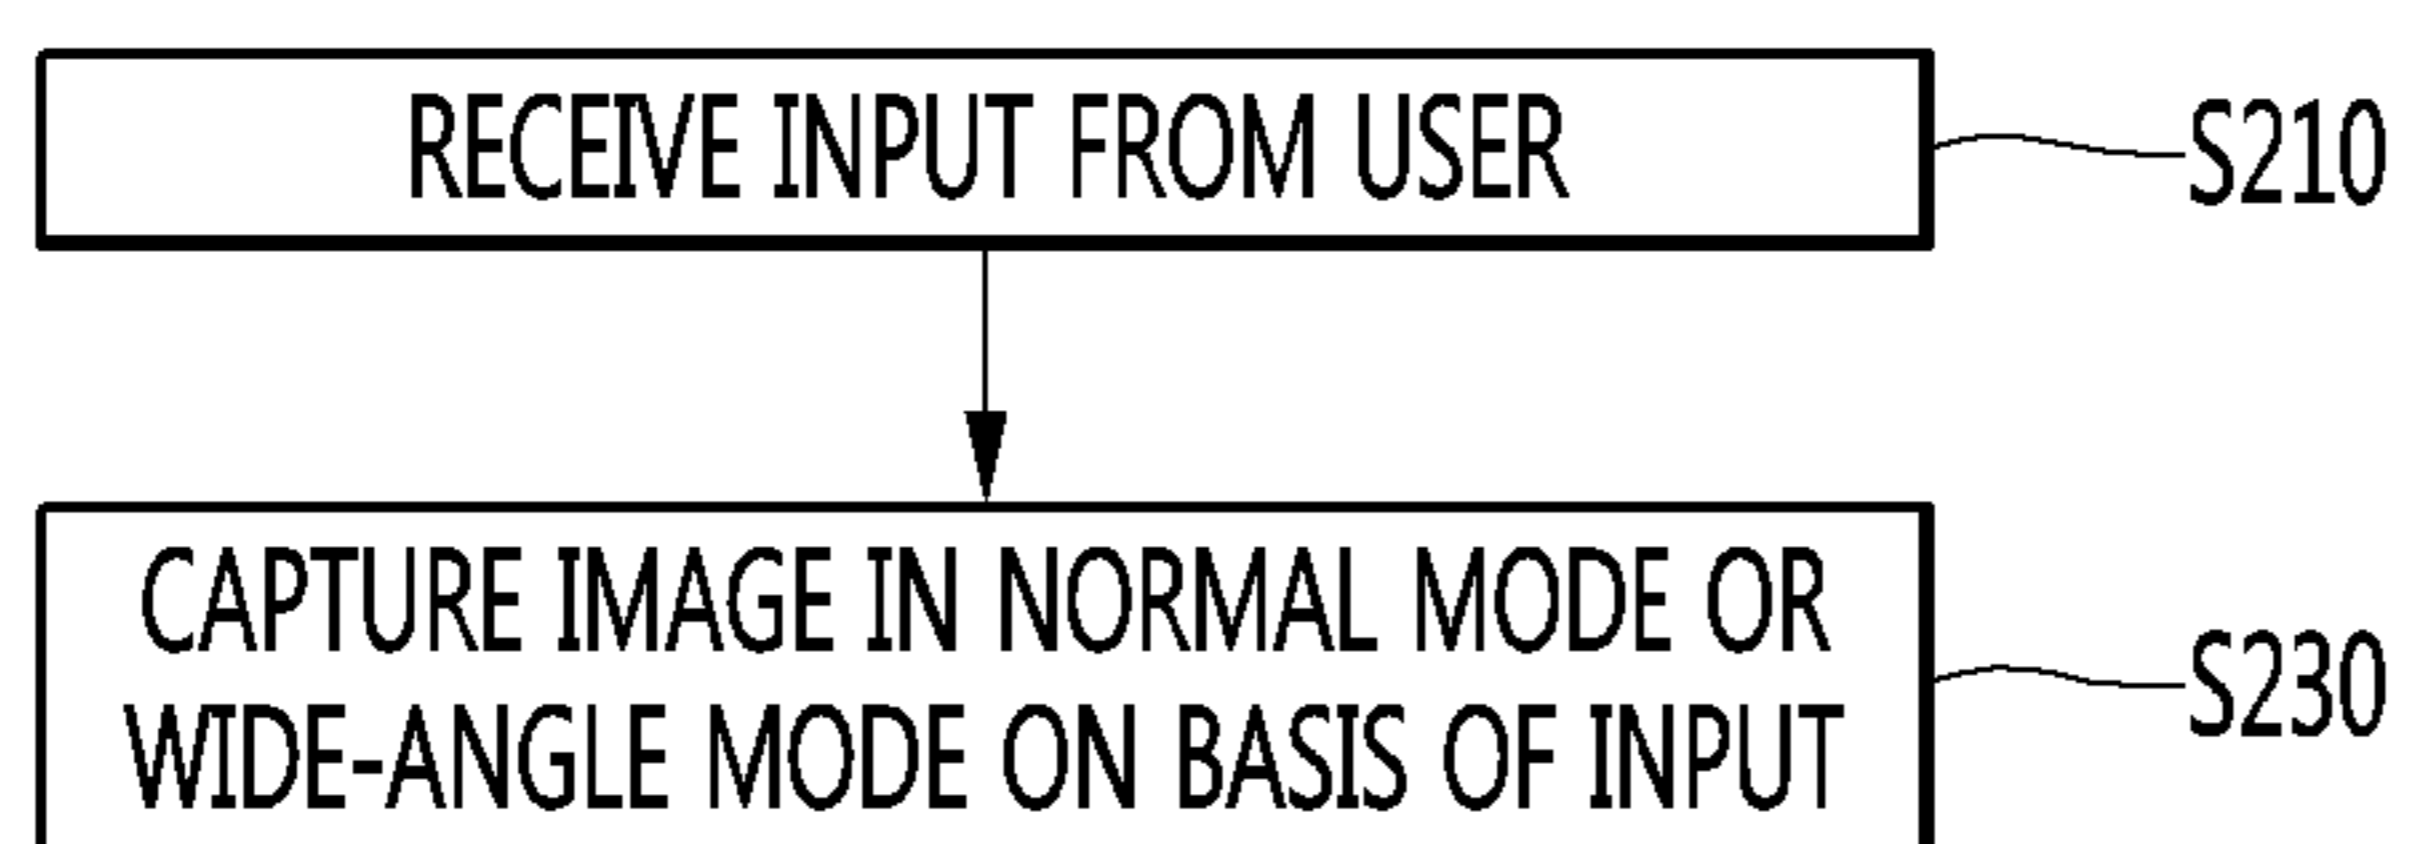 RECEIVE INPUT FROM USER
S210
CAPTURE IMAGE IN NORMAL MODE OR
WIDE-ANGLE MODE ON BASIS OF INPUT
S230